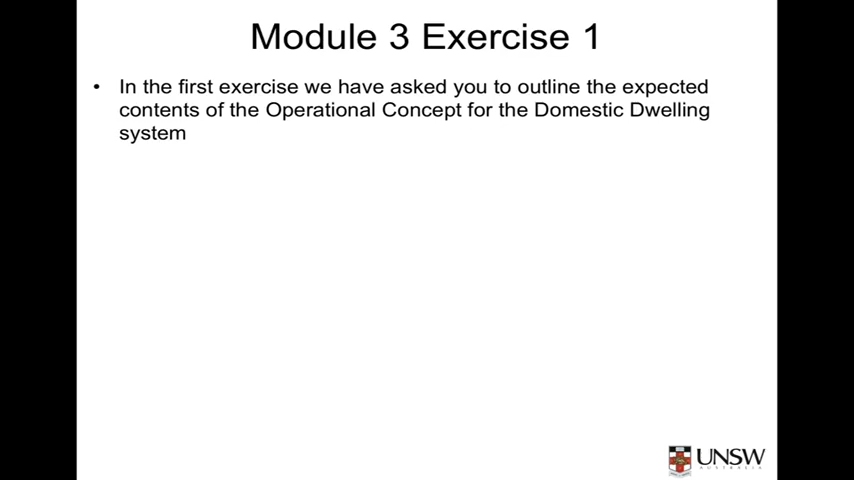 Module 3 Exercise 1
• In the first exercise we have asked you to outline the expected
contents of the Operational Concept for the Domestic Dwelling
system
UNSW
AUSTRALIA